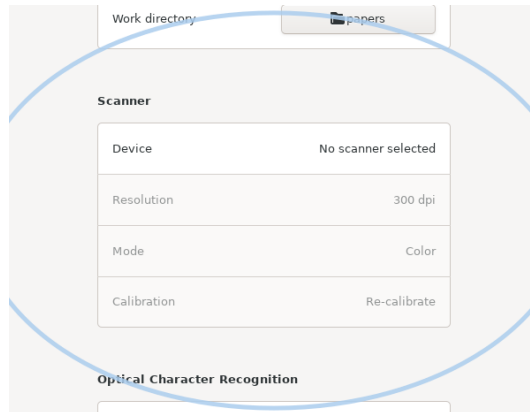 Work directory papers
Scanner
Device No scanner selected
Resolution 300 dpi
Mode Color
Calibration Re-calibrate
Optical Character Recognition